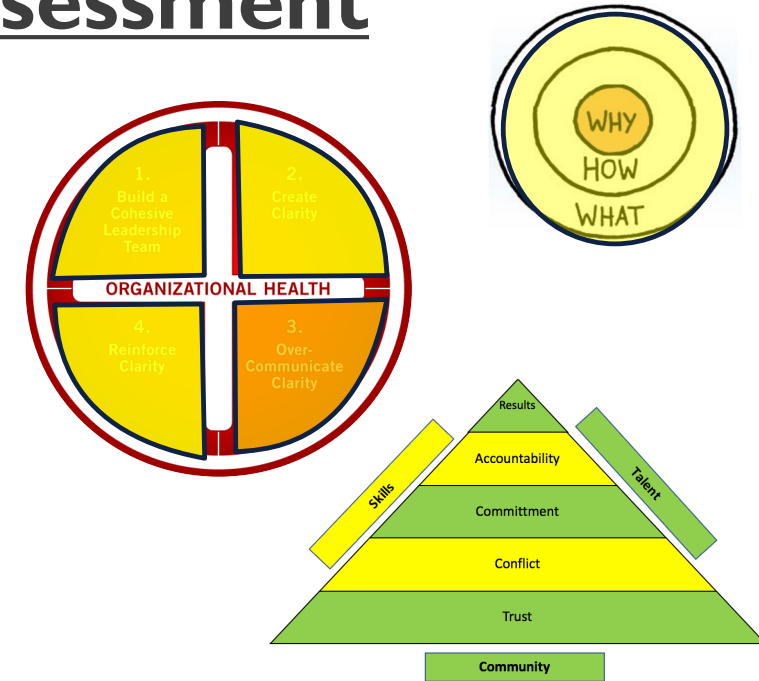 sessment
1.
Build a
Cohesive
Leadership
Team
2.
Create
Clarity
ORGANIZATIONAL HEALTH
4.
Reinforce
Clarity
3.
Over-
Communicate
Clarity
WHY
HOW
WHAT
Results
Accountability
Committment
Conflict
Trust
Skills
Talent
Community